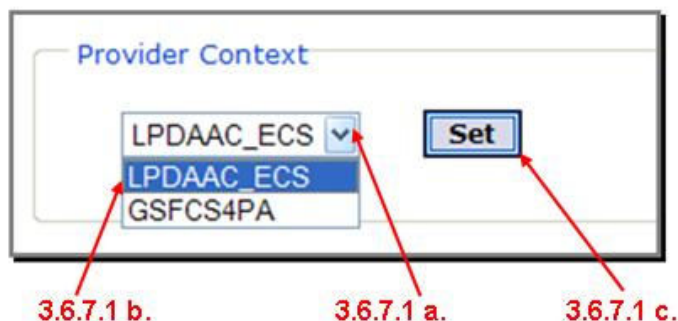 Provider Context
LPDAAC_ECS Set
LPDAAC_ECS
GSFCS4PA
3.6.7.1 b. 3.6.7.1 a. 3.6.7.1 c.